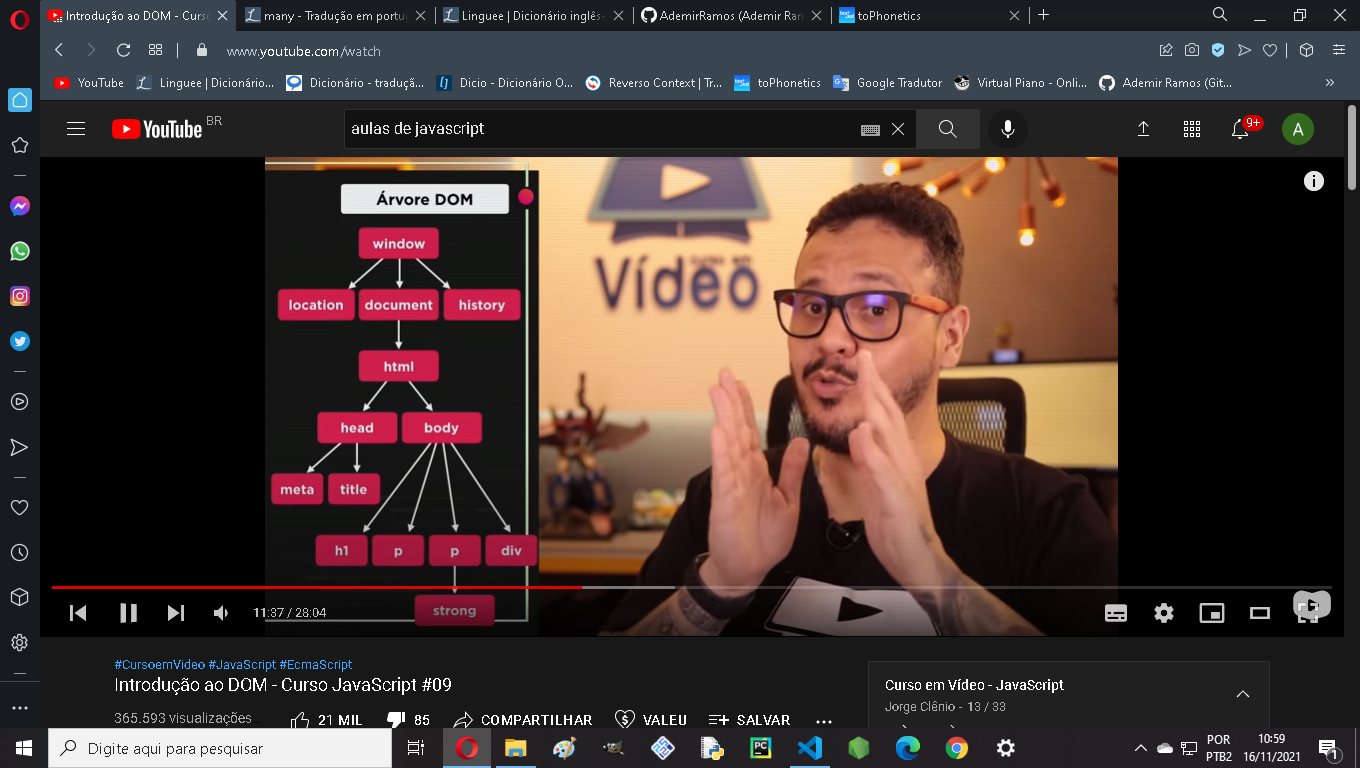 Introdução ao DOM - Curso
many - Tradução em portug
Linguee | Dicionário inglês-
AdemirRamos (Ademir Ram
toPhonetics
www.youtube.com/watch
YouTube
Linguee | Dicionário...
Dicionário - traduçã...
Dicio - Dicionário O...
Reverso Context | Tr...
toPhonetics
Google Tradutor
Virtual Piano - Onli...
Ademir Ramos (Git...
YouTube BR
aulas de javascript
9+
A
Árvore DOM
window
location document history
html
head body
meta title
h1 p p div
strong
CURSO EM
Vídeo
11:37 / 28:04
#CursoemVideo #JavaScript #EcmaScript
Introdução ao DOM - Curso JavaScript #09
365.593 visualizações...
21 MIL
85
COMPARTILHAR
VALEU
SALVAR
Curso em Vídeo - JavaScript
Jorge Clênio - 13 / 33
Digite aqui para pesquisar
POR
PTB2
10:59
16/11/2021
1